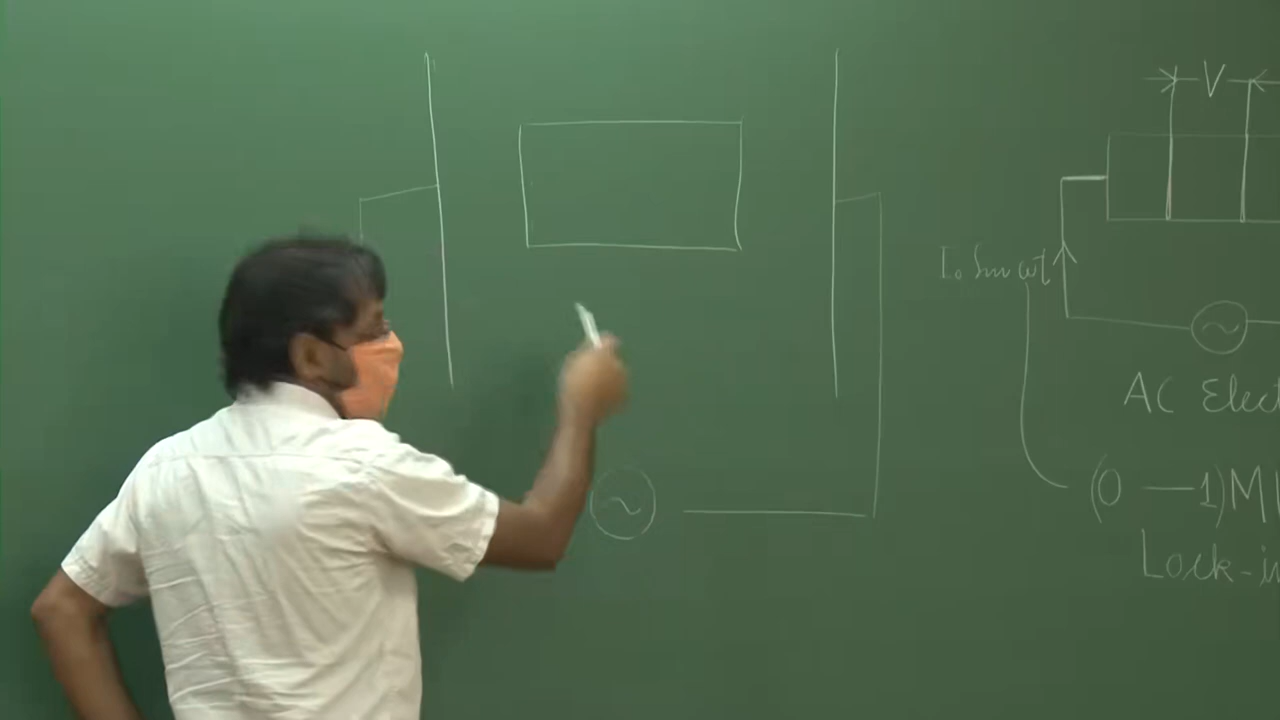 V
I₀ Sin ωt
~
~
AC Elect
(0 — 1)M
Lock-i